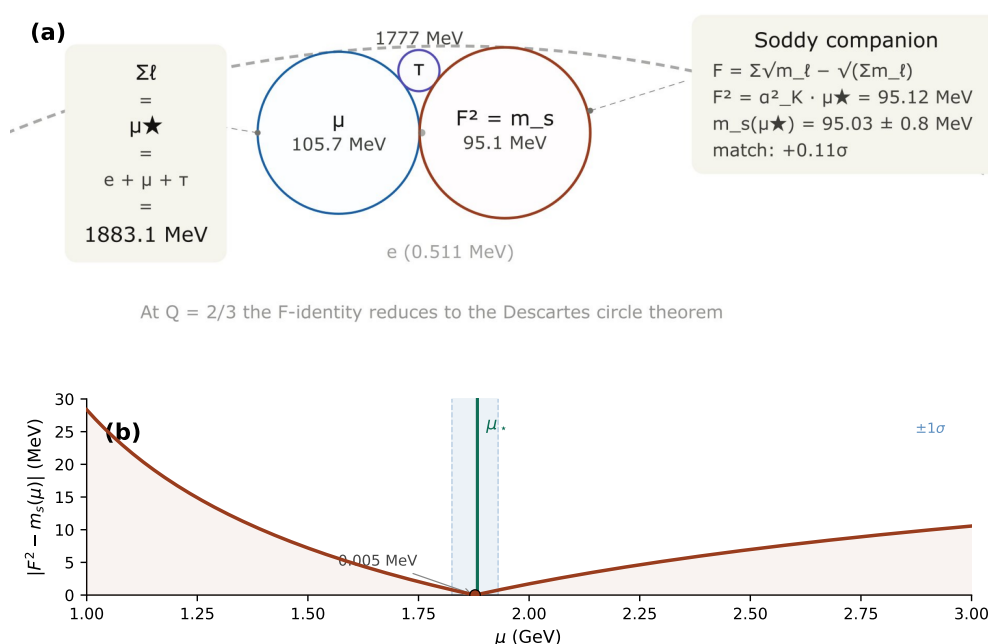 (a)
Σℓ
=
μ★
=
e + μ + τ
=
1883.1 MeV
1777 MeV
τ
μ
105.7 MeV
F² = m_s
95.1 MeV
Soddy companion
F = Σ√m_ℓ − √(Σm_ℓ)
F² = α²_K · μ★ = 95.12 MeV
m_s(μ★) = 95.03 ± 0.8 MeV
match: +0.11σ
e (0.511 MeV)
At Q = 2/3 the F-identity reduces to the Descartes circle theorem
(b)
|F² − mₛ(μ)| (MeV)
30
25
20
15
10
5
0
μ⋆
±1σ
0.005 MeV
1.00 1.25 1.50 1.75 2.00 2.25 2.50 2.75 3.00
μ (GeV)